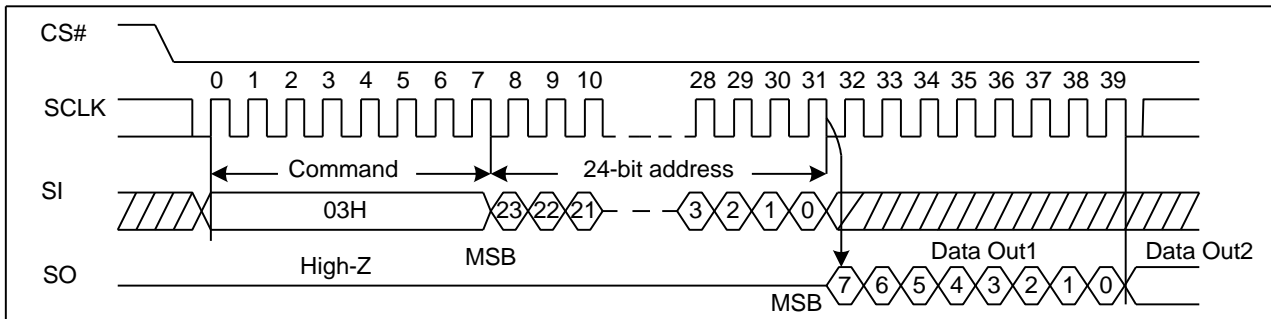 CS#
0 1 2 3 4 5 6 7 8 9 10 28 29 30 31 32 33 34 35 36 37 38 39
SCLK
Command 24-bit address
SI
03H 23 22 21 3 2 1 0
High-Z MSB Data Out1 Data Out2
SO
MSB 7 6 5 4 3 2 1 0